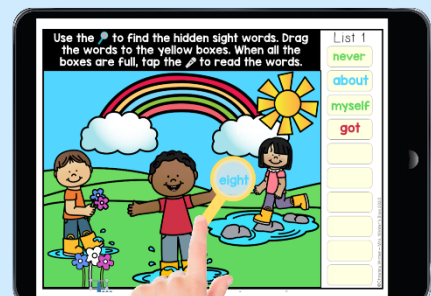 Use the to find the hidden sight words. Drag
the words to the yellow boxes. When all the
boxes are full, tap the to read the words.
List 1
never
about
myself
got
eight